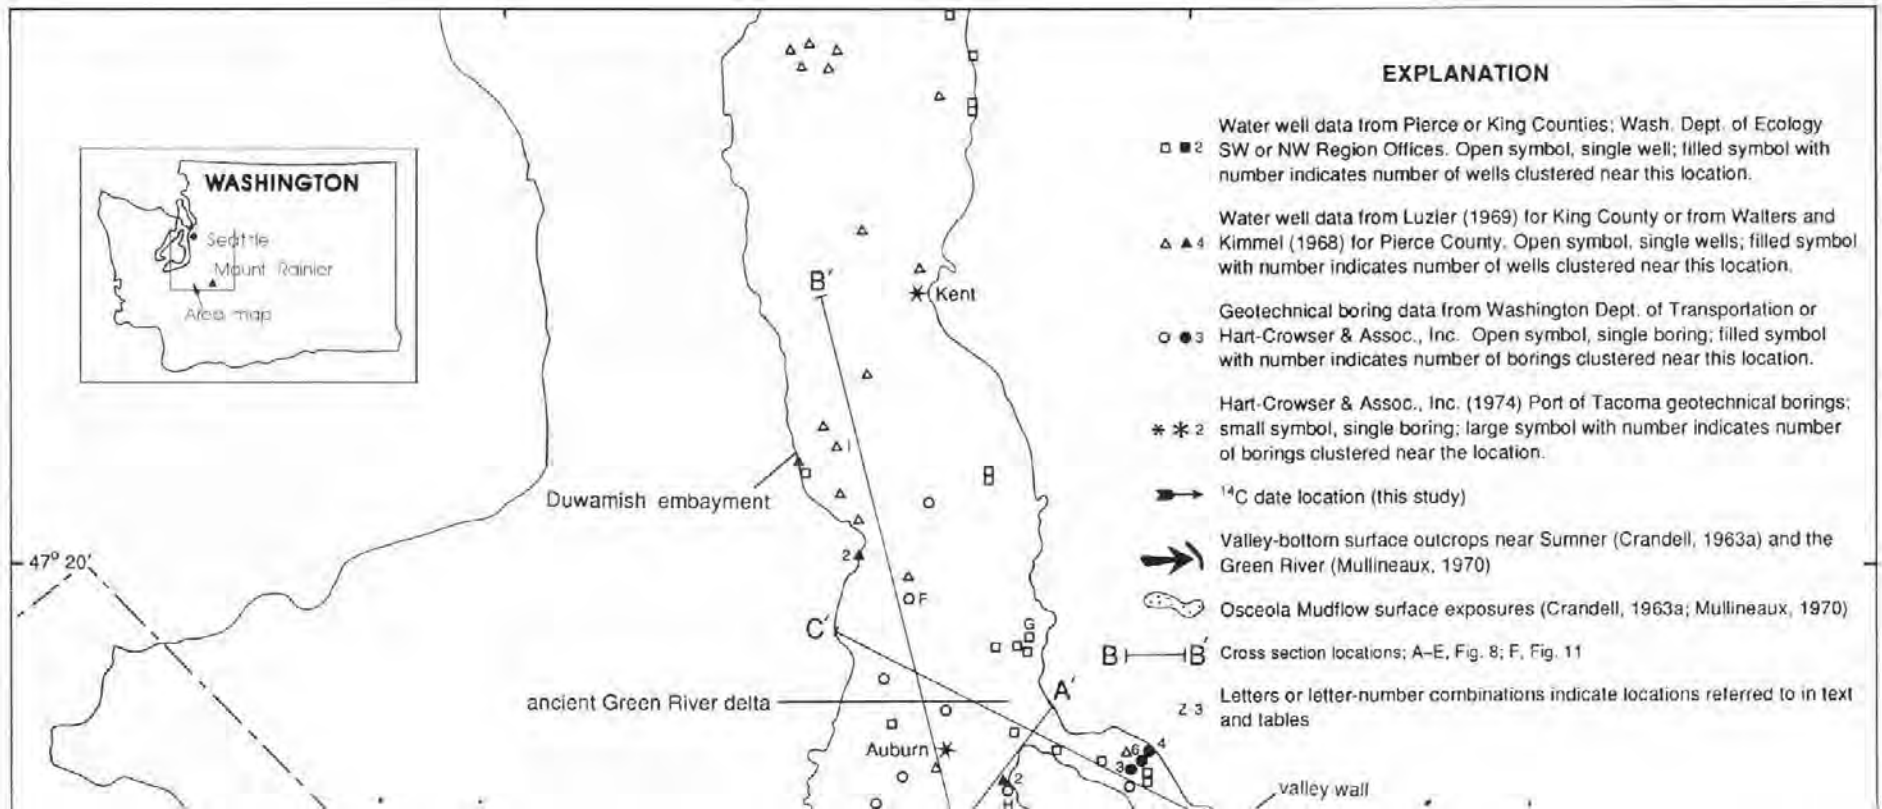 EXPLANATION
Water well data from Pierce or King Counties; Wash. Dept. of Ecology
2 SW or NW Region Offices. Open symbol, single well; filled symbol with
number indicates number of wells clustered near this location.
Water well data from Luzier (1969) for King County or from Walters and
4 Kimmel (1968) for Pierce County. Open symbol, single wells; filled symbol
with number indicates number of wells clustered near this location.
Geotechnical boring data from Washington Dept. of Transportation or
3 Hart-Crowser & Assoc., Inc. Open symbol, single boring; filled symbol
with number indicates number of borings clustered near this location.
Hart-Crowser & Assoc., Inc. (1974) Port of Tacoma geotechnical borings;
2 small symbol, single boring; large symbol with number indicates number
of borings clustered near the location.
¹⁴C date location (this study)
Valley-bottom surface outcrops near Sumner (Crandell, 1963a) and the
Green River (Mullineaux, 1970)
Osceola Mudflow surface exposures (Crandell, 1963a; Mullineaux, 1970)
B B′ Cross section locations; A–E, Fig. 8; F, Fig. 11
2-3 Letters or letter-number combinations indicate locations referred to in text
and tables
WASHINGTON
Seattle
Mount Rainier
Area map
B′
Kent
I
Duwamish embayment
47° 20′
2
F
C′
G
A′
ancient Green River delta
Auburn
6
4
3
2
H
valley wall